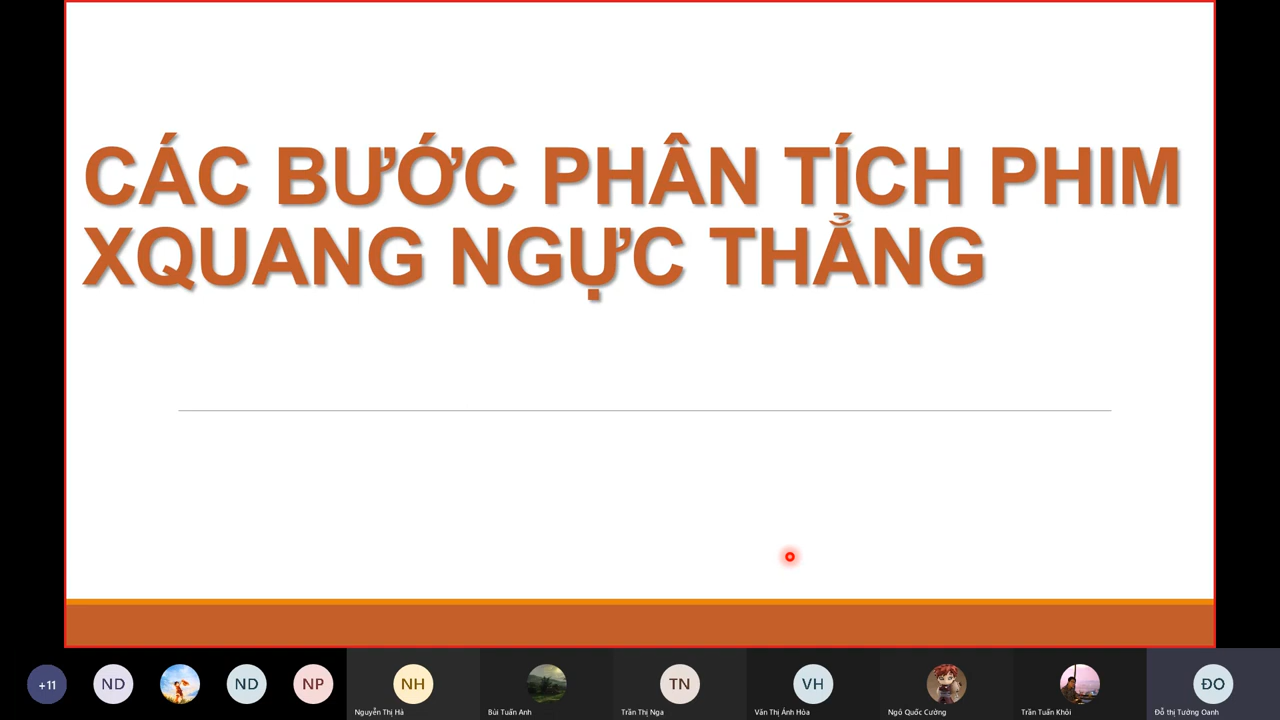 CÁC BƯỚC PHÂN TÍCH PHIM
XQUANG NGỰC THẲNG
+11
ND
ND
NP
NH
TN
VH
ĐO
Nguyễn Thị Hà
Bùi Tuấn Anh
Trần Thị Nga
Văn Thị Ánh Hòa
Ngô Quốc Cường
Trần Tuấn Khôi
Đỗ thị Tường Oanh